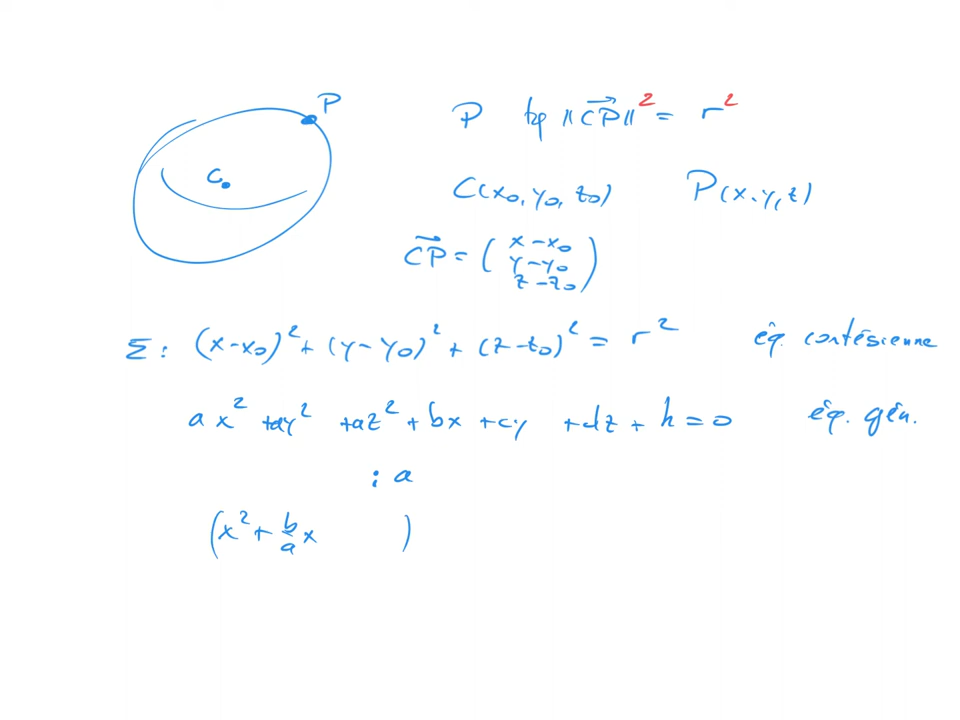 P
C
P tq ||CP||² = r²
C(x₀, y₀, z₀) P(x, y, z)
CP = ( x - x₀
y - y₀
z - z₀ )
Σ : (x-x₀)² + (y-y₀)² + (z-z₀)² = r² éq. cartésienne
a x² + ay² + az² + bx + cy + dz + h = 0 éq. gén.
: a
(x² + b/a x )